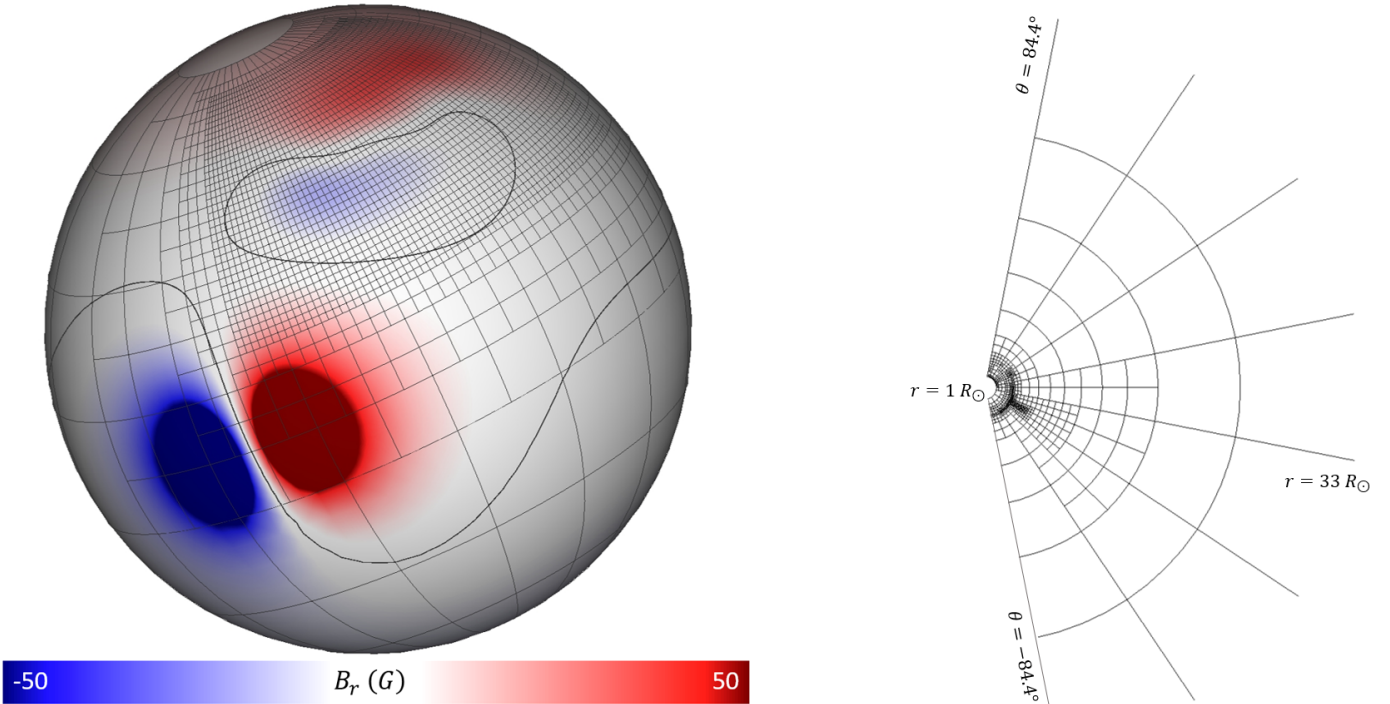 -50
B_r (G)
50
θ = 84.4°
r = 1 R☉
r = 33 R☉
θ = −84.4°